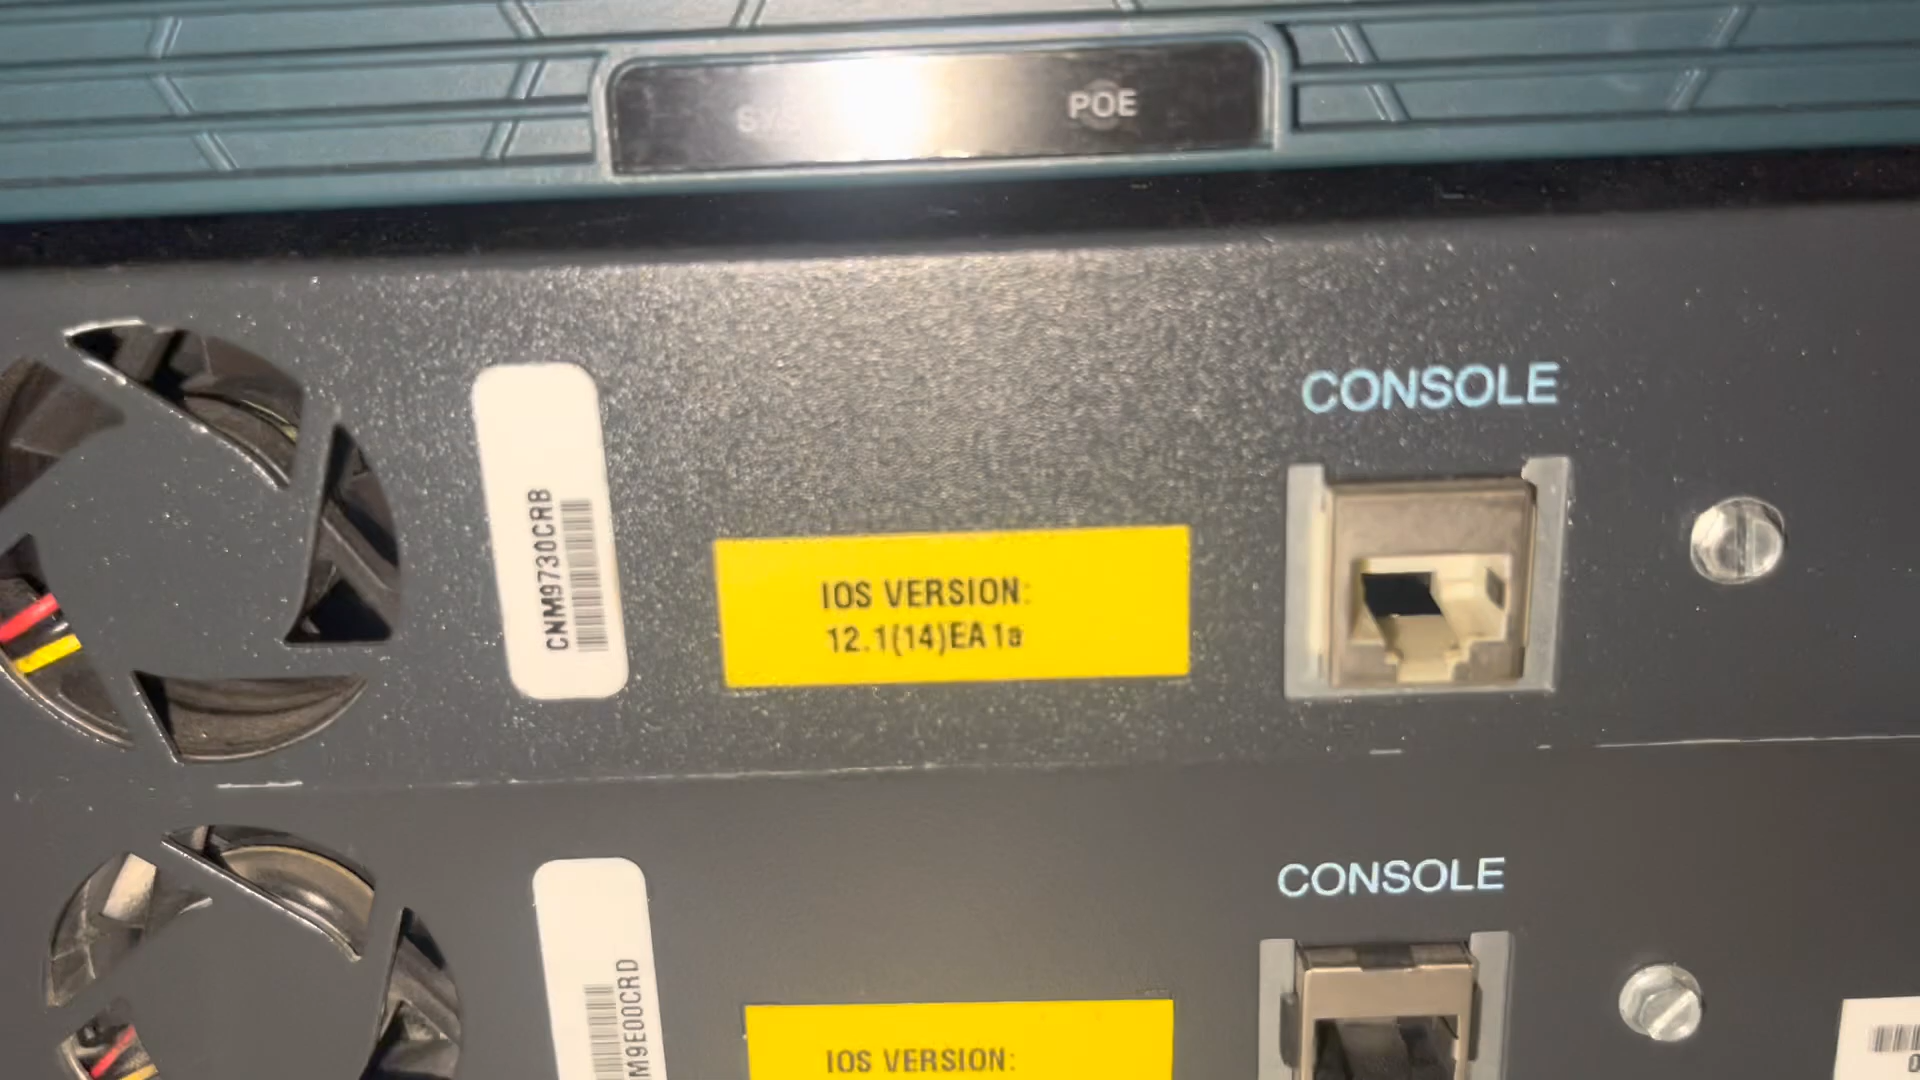 POE
CONSOLE
CNM9730CRB
IOS VERSION:
12.1(14)EA1a
CONSOLE
M9E00CRD
IOS VERSION: